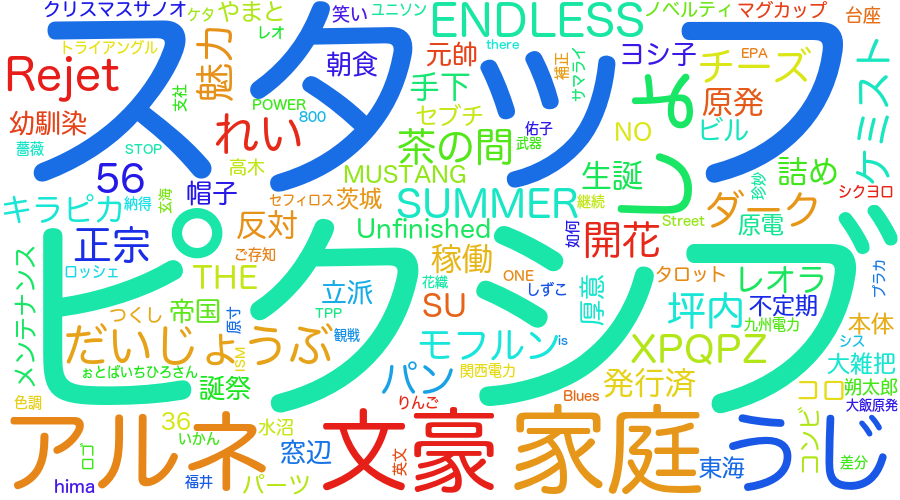 クリスマスサノオ
ケタ
やまと
笑い
ユニソン
ENDLESS
ノベルティ
マグカップ
台座
トライアングル
レオ
スタッフ
there
ヨシ子
EPA
Rejet
魅力
朝食
元帥
補正
サマライ
チーズ
ケミスト
支社
POWER
手下
よし
原発
幼馴染
れい
800
セブチ
佑子
NO
ビル
薔薇
STOP
茶の間
武器
56
高木
MUSTANG
生誕
珍妙
詰め
キラピカ
納得
玄海
帽子
セフィロス
茨城
SUMMER
継続
ダーク
シクヨロ
正宗
反対
Unfinished
如何
開花
Street
原電
ロッシェ
ご存知
稼働
THE
立派
花織
ONE
しずこ
厚意
タロット
レオラ
ブラカ
メンテナンス
つくし
帝国
原寸
TPP
SU
坪内
不定期
ピクシブ
だいじょうぶ
観戦
モフルン
is
九州電力
本体
シス
ぉとぱいちひろさん
ISM
誕祭
パン
関西電力
XPQPZ
大雑把
色調
りんご
Blues
発行済
コロ
朔太郎
大飯原発
アルネ
36
いかん
水沼
文豪
家庭
うじ
コンビ
ロゴ
窓辺
英文
東海
差分
hima
福井
パーツ